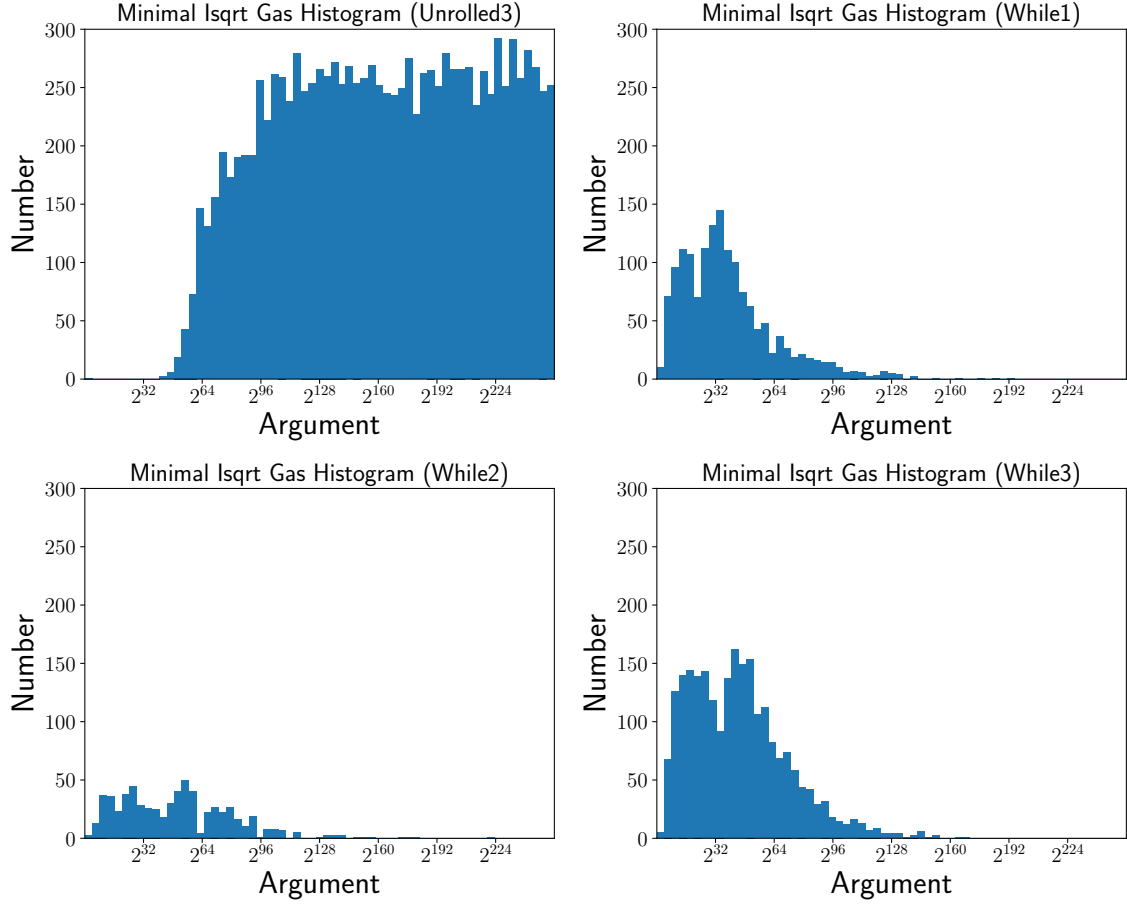 Minimal Isqrt Gas Histogram (Unrolled3)
300
250
200
150
100
50
0
Number
2^32 2^64 2^96 2^128 2^160 2^192 2^224
Argument
Minimal Isqrt Gas Histogram (While1)
300
250
200
150
100
50
0
Number
2^32 2^64 2^96 2^128 2^160 2^192 2^224
Argument
Minimal Isqrt Gas Histogram (While2)
300
250
200
150
100
50
0
Number
2^32 2^64 2^96 2^128 2^160 2^192 2^224
Argument
Minimal Isqrt Gas Histogram (While3)
300
250
200
150
100
50
0
Number
2^32 2^64 2^96 2^128 2^160 2^192 2^224
Argument